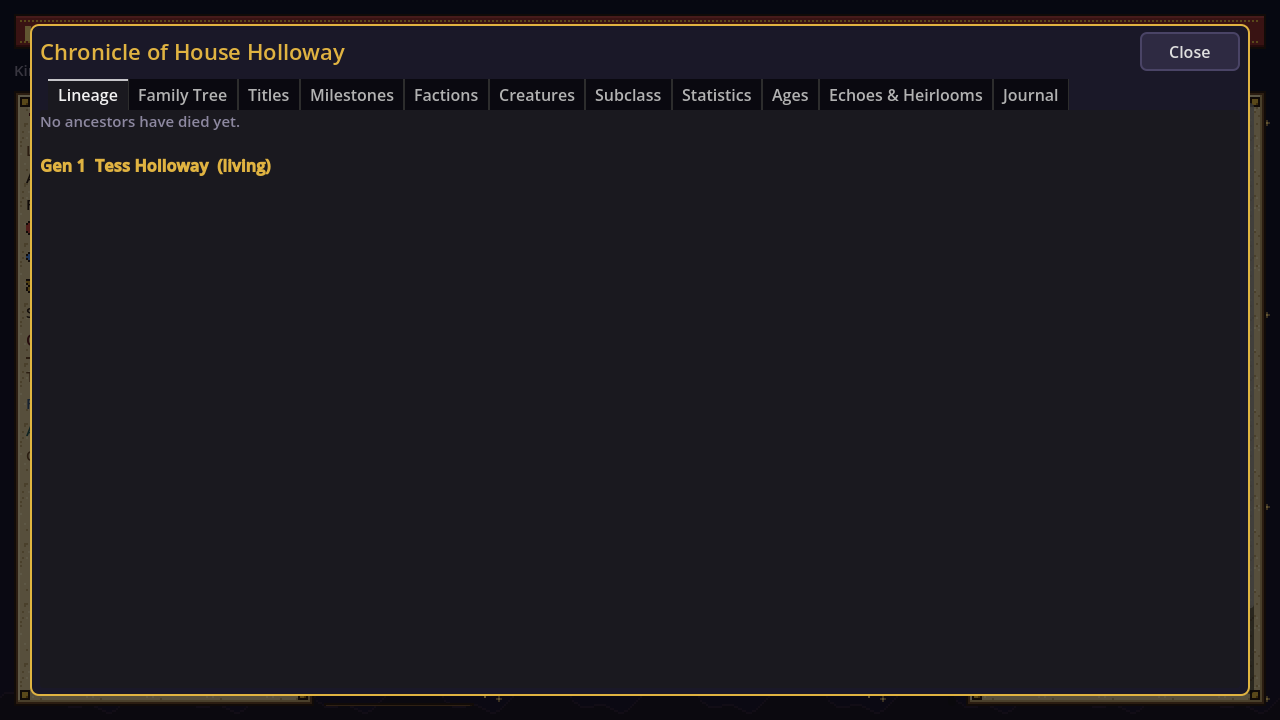 Chronicle of House Holloway
Close
Lineage
Family Tree
Titles
Milestones
Factions
Creatures
Subclass
Statistics
Ages
Echoes & Heirlooms
Journal
No ancestors have died yet.
Gen 1 Tess Holloway (living)